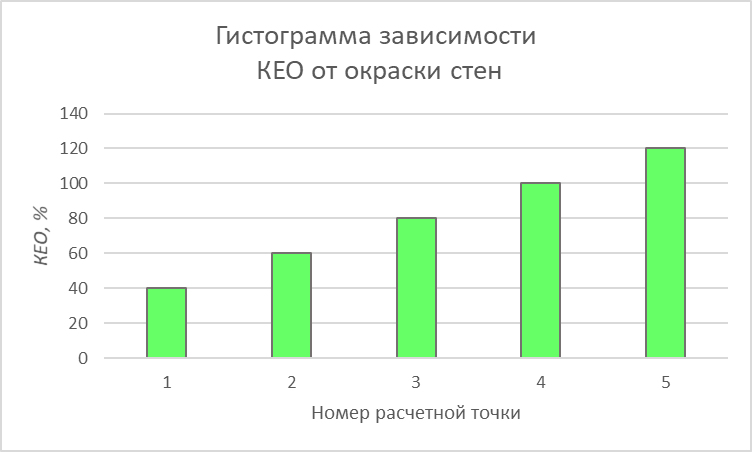 Гистограмма зависимости
КЕО от окраски стен
140
120
100
80
60
40
20
0
КЕО, %
1 2 3 4 5
Номер расчетной точки